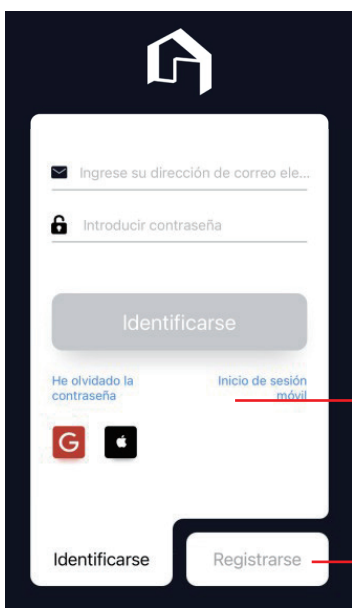 Ingrese su dirección de correo ele...
Introducir contraseña
Identificarse
He olvidado la
contraseña
Inicio de sesión
móvil
G
Identificarse
Registrarse